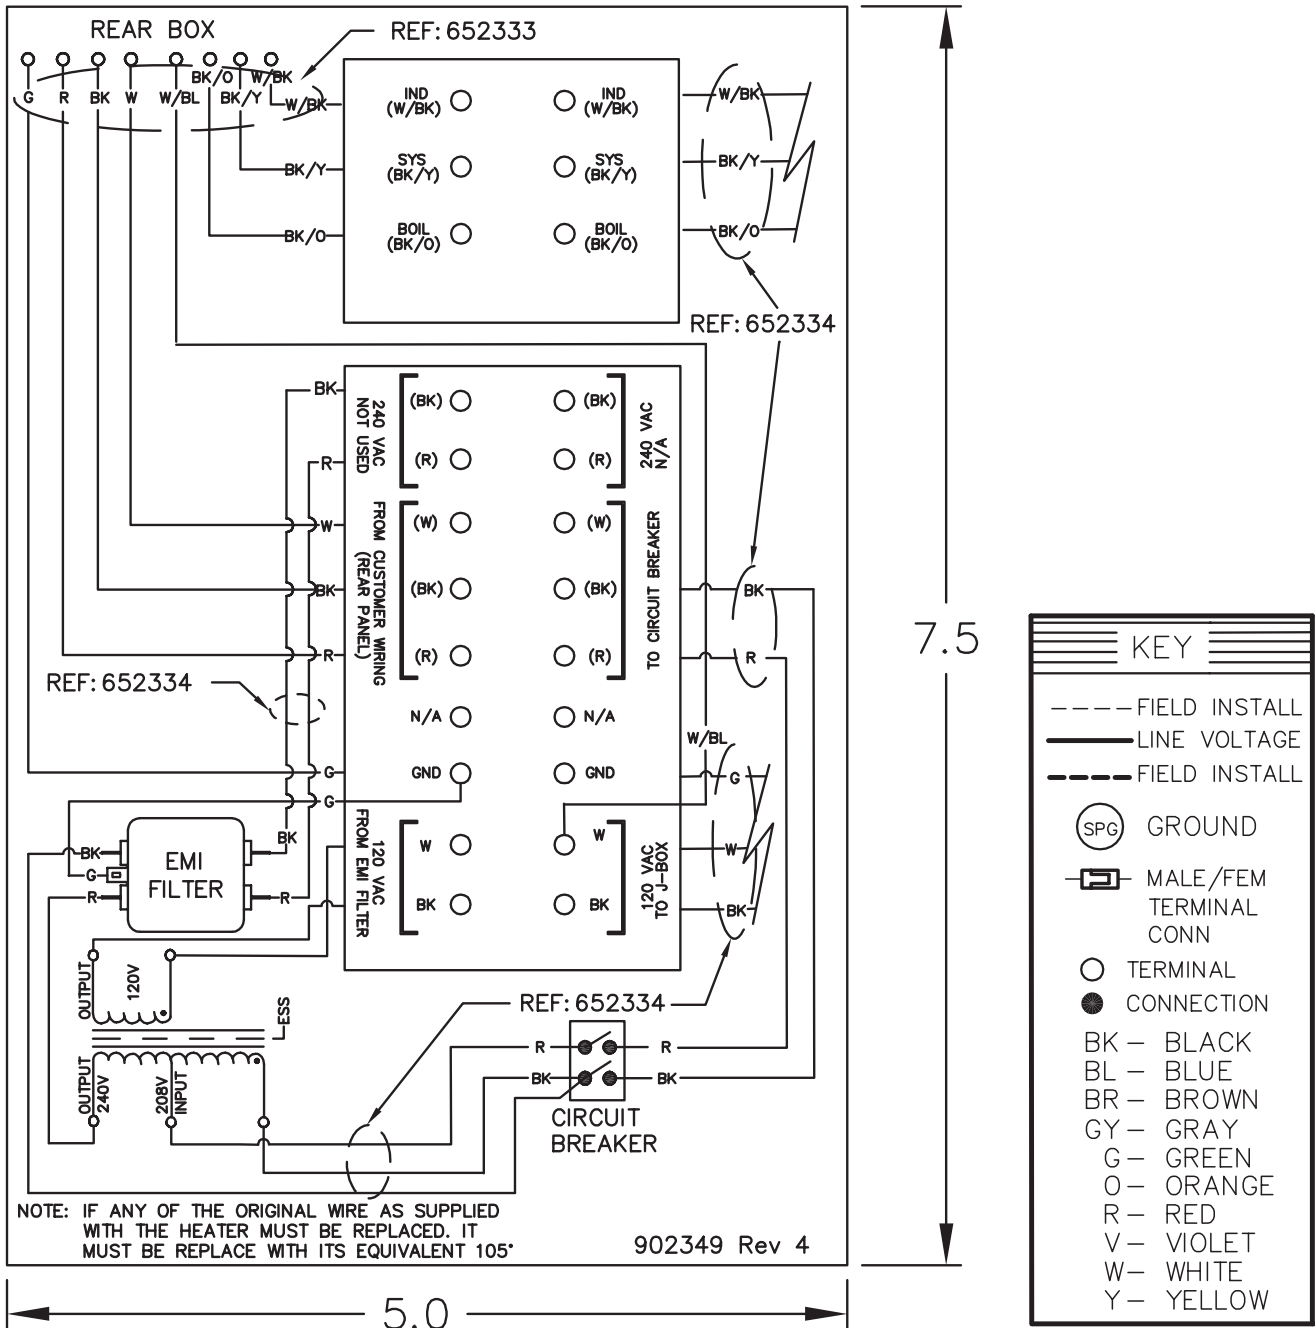 REAR BOX
REF: 652333
G
R
BK
W
W/BL
BK/O
BK/Y
W/BK
W/BK
IND
(W/BK)
IND
(W/BK)
W/BK
BK/Y
SYS
(BK/Y)
SYS
(BK/Y)
BK/Y
BK/O
BOIL
(BK/O)
BOIL
(BK/O)
BK/O
REF: 652334
BK
240 VAC
NOT USED
(BK)
(BK)
240 VAC
N/A
R
(R)
(R)
FROM CUSTOMER WIRING
(REAR PANEL)
W
(W)
(W)
TO CIRCUIT BREAKER
BK
(BK)
(BK)
BK
R
(R)
(R)
R
REF: 652334
N/A
N/A
W/BL
G
GND
GND
G
G
120 VAC
FROM EMI FILTER
W
W
120 VAC
TO J-BOX
W
BK
BK
BK
BK
G
R
EMI
FILTER
BK
R
OUTPUT
120V
ESS
REF: 652334
OUTPUT
240V
208V
INPUT
R
R
BK
BK
CIRCUIT
BREAKER
NOTE: IF ANY OF THE ORIGINAL WIRE AS SUPPLIED
WITH THE HEATER MUST BE REPLACED. IT
MUST BE REPLACE WITH ITS EQUIVALENT 105°
902349 Rev 4
5.0
7.5
KEY
FIELD INSTALL
LINE VOLTAGE
FIELD INSTALL
SPG GROUND
MALE/FEM
TERMINAL
CONN
TERMINAL
CONNECTION
BK – BLACK
BL – BLUE
BR – BROWN
GY – GRAY
G – GREEN
O – ORANGE
R – RED
V – VIOLET
W – WHITE
Y – YELLOW